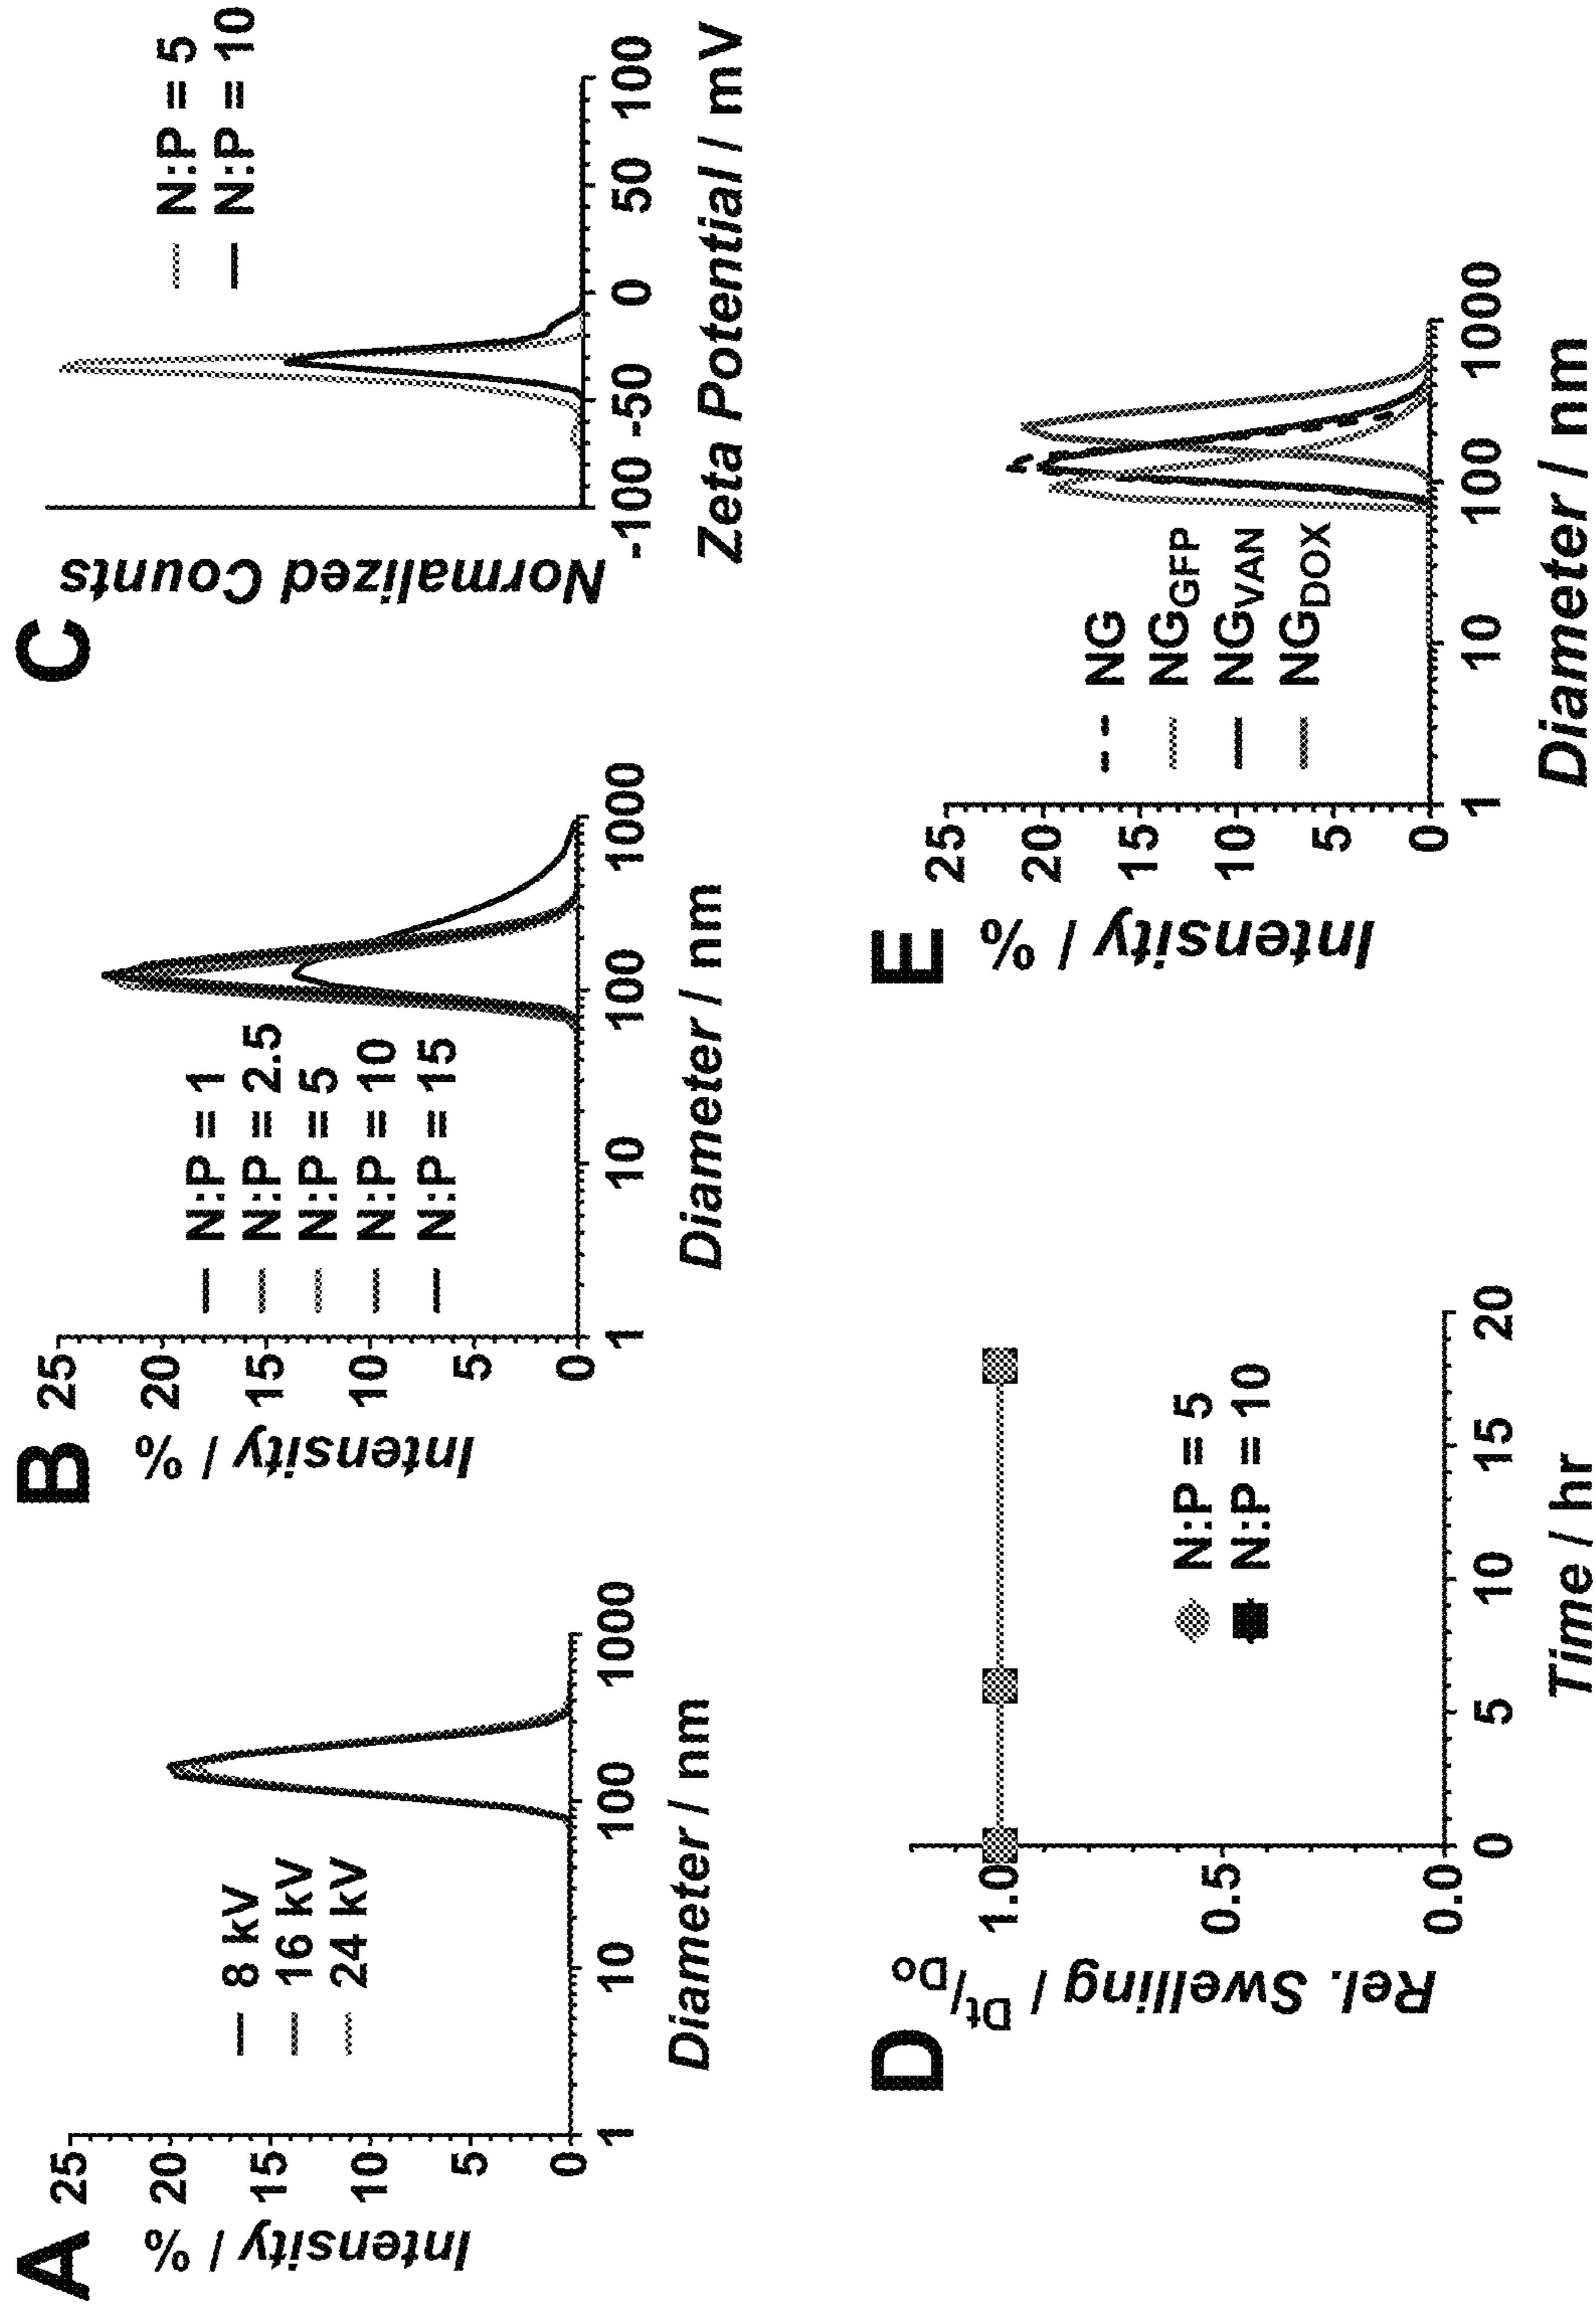 A
Intensity / %
25
20
15
10
5
0
8 kV
16 kV
24 kV
1
10
100
1000
Diameter / nm
B
Intensity / %
25
20
15
10
5
0
N:P = 1
N:P = 2.5
N:P = 5
N:P = 10
N:P = 15
1
10
100
1000
Diameter / nm
C
Normalized Counts
N:P = 5
N:P = 10
-100
-50
0
50
100
Zeta Potential / mV
D
Rel. Swelling / Dt/Do
1.0
0.5
0.0
N:P = 5
N:P = 10
0
5
10
15
20
Time / hr
E
Intensity / %
25
20
15
10
5
0
NG
NGGFP
NGVAN
NGDOX
1
10
100
1000
Diameter / nm